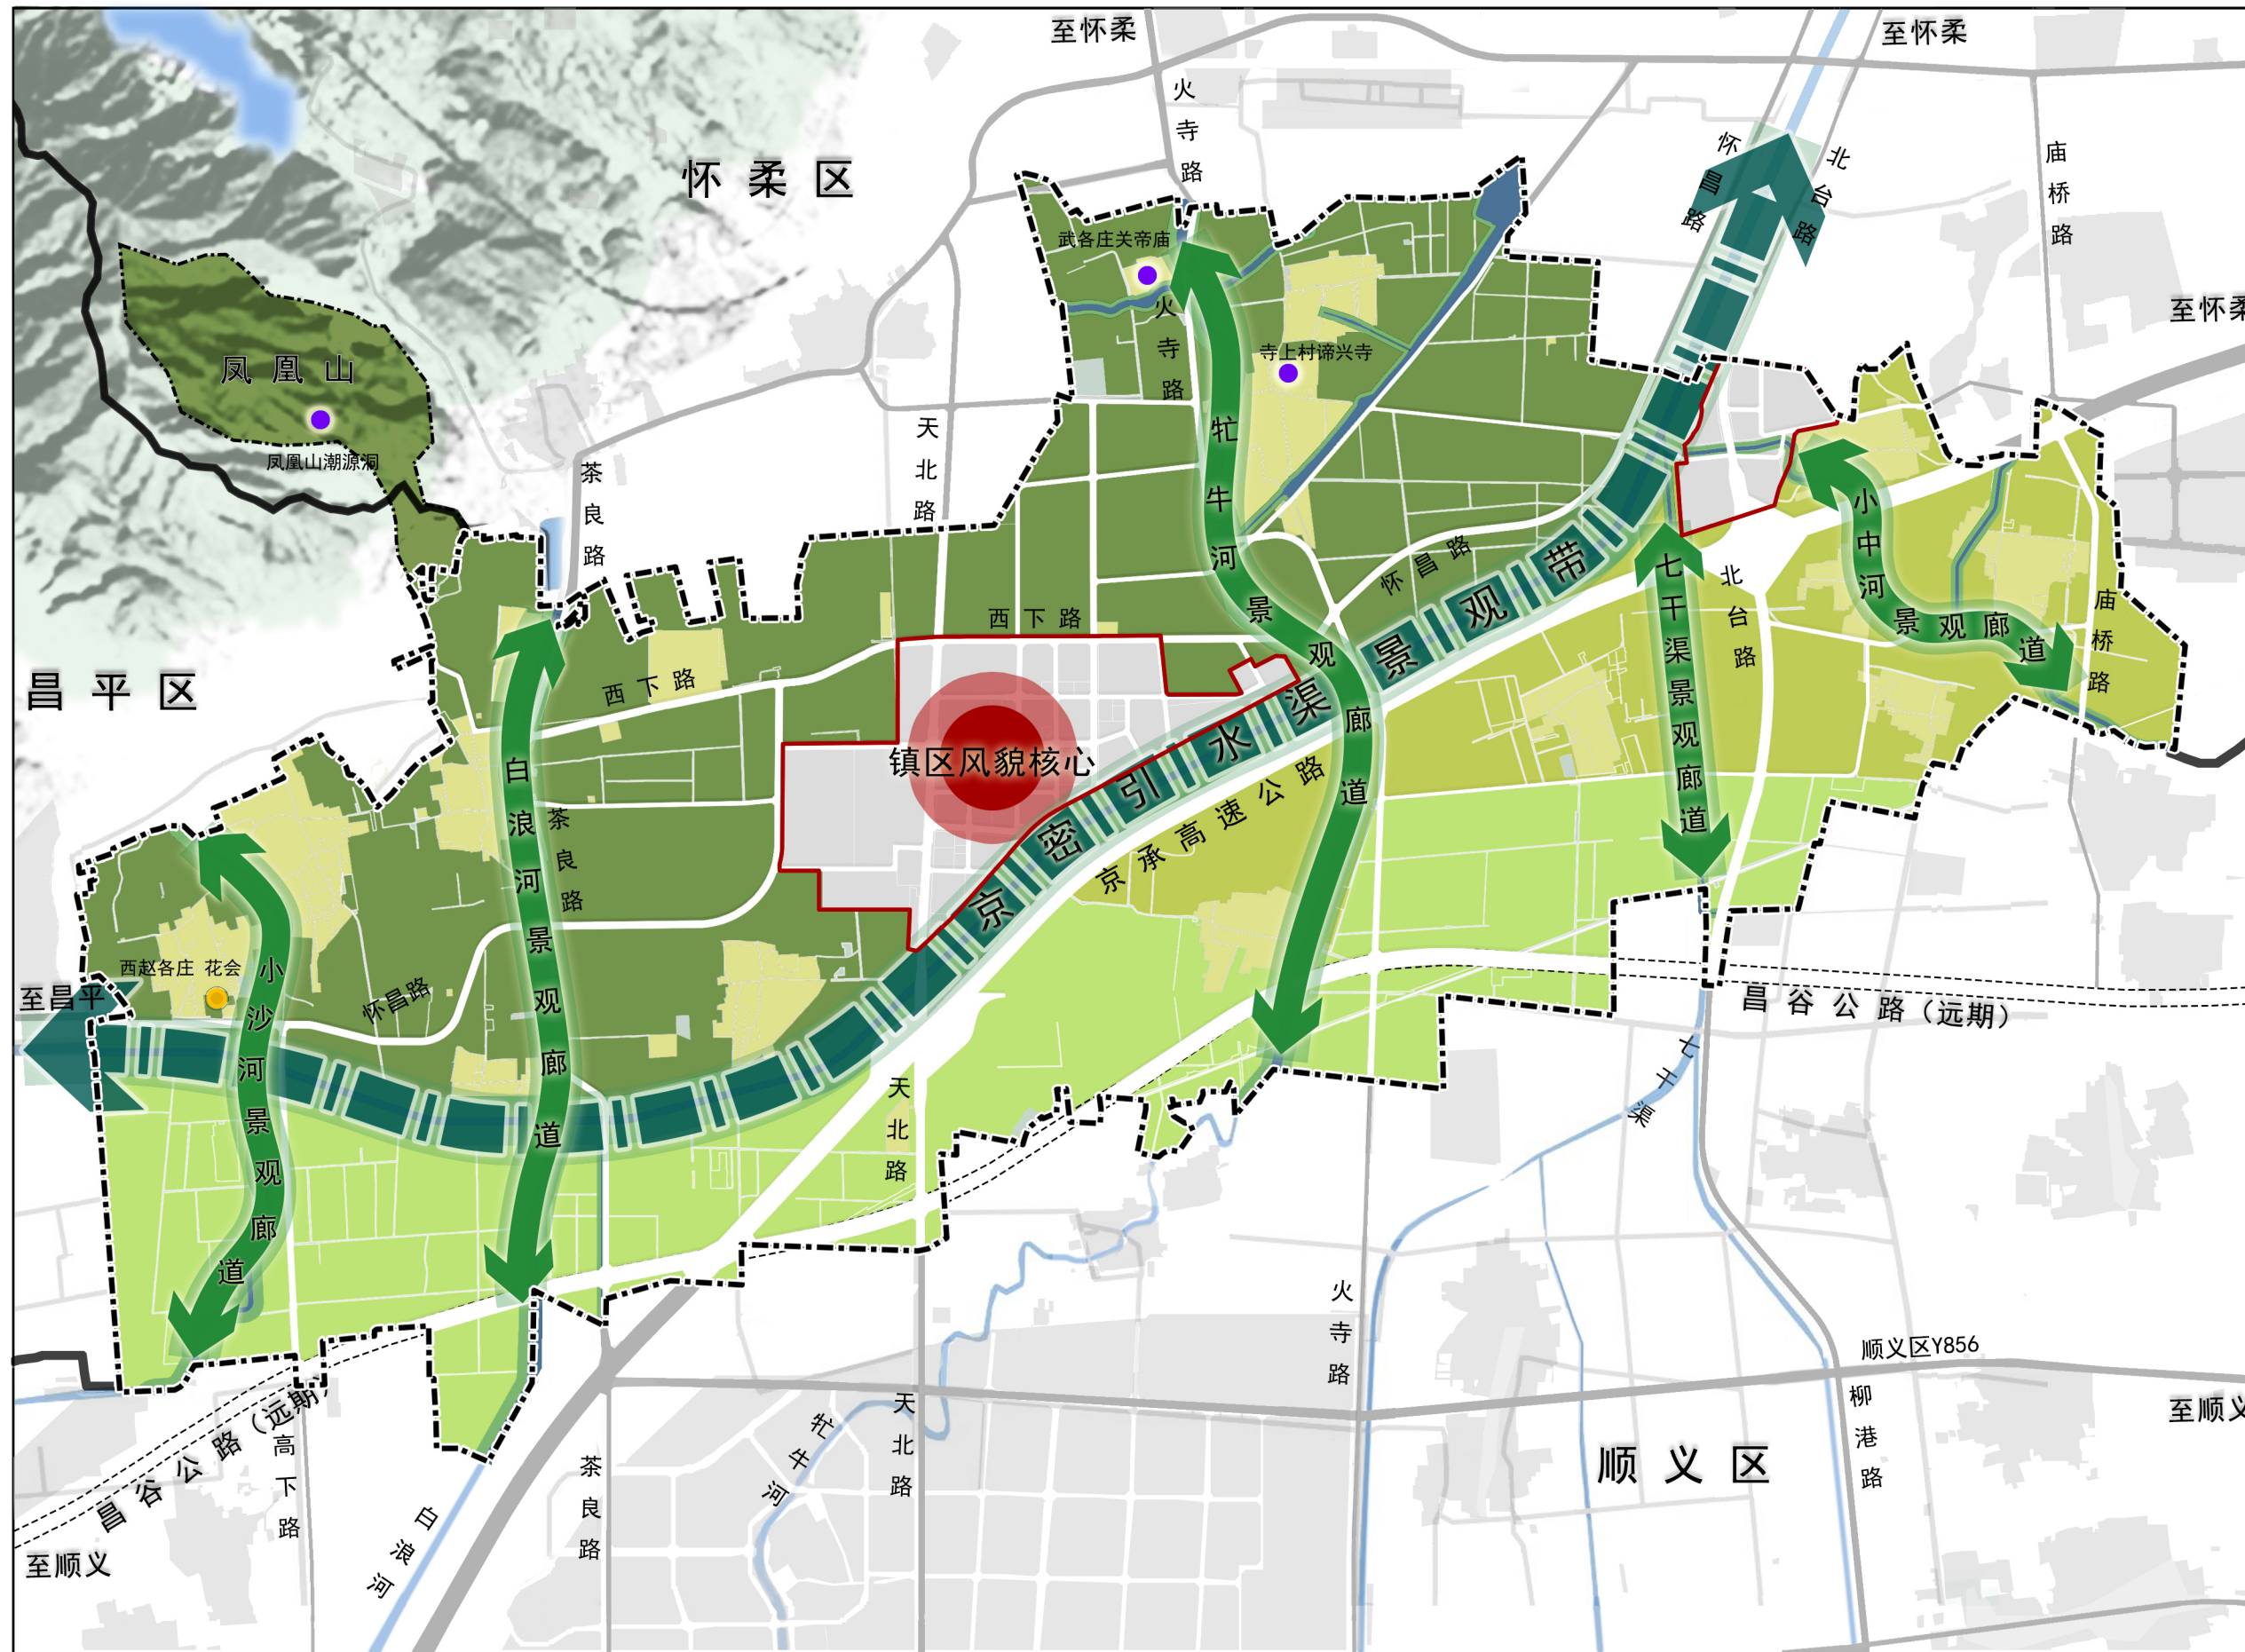 至怀柔
至怀柔
火寺路
怀柔区
怀昌路
北台路
庙桥路
至怀柔
武各庄关帝庙
火寺路
寺上村谛兴寺
凤凰山
凤凰山潮源洞
天北路
茶良路
牤牛河景观廊道
小中河景观廊道
怀昌路
七干渠景观廊道
北台路
庙桥路
西下路
西下路
昌平区
镇区风貌核心
京密引水渠景观带
京承高速公路
白浪河景观廊道
茶良路
西赵各庄 花会
小沙河景观廊道
怀昌路
至昌平
昌谷公路（远期）
七干渠
天北路
火寺路
顺义区Y856
柳港路
至顺义
昌谷公路（远期）
高下路
白浪河
茶良路
牤牛河
天北路
顺义区
至顺义